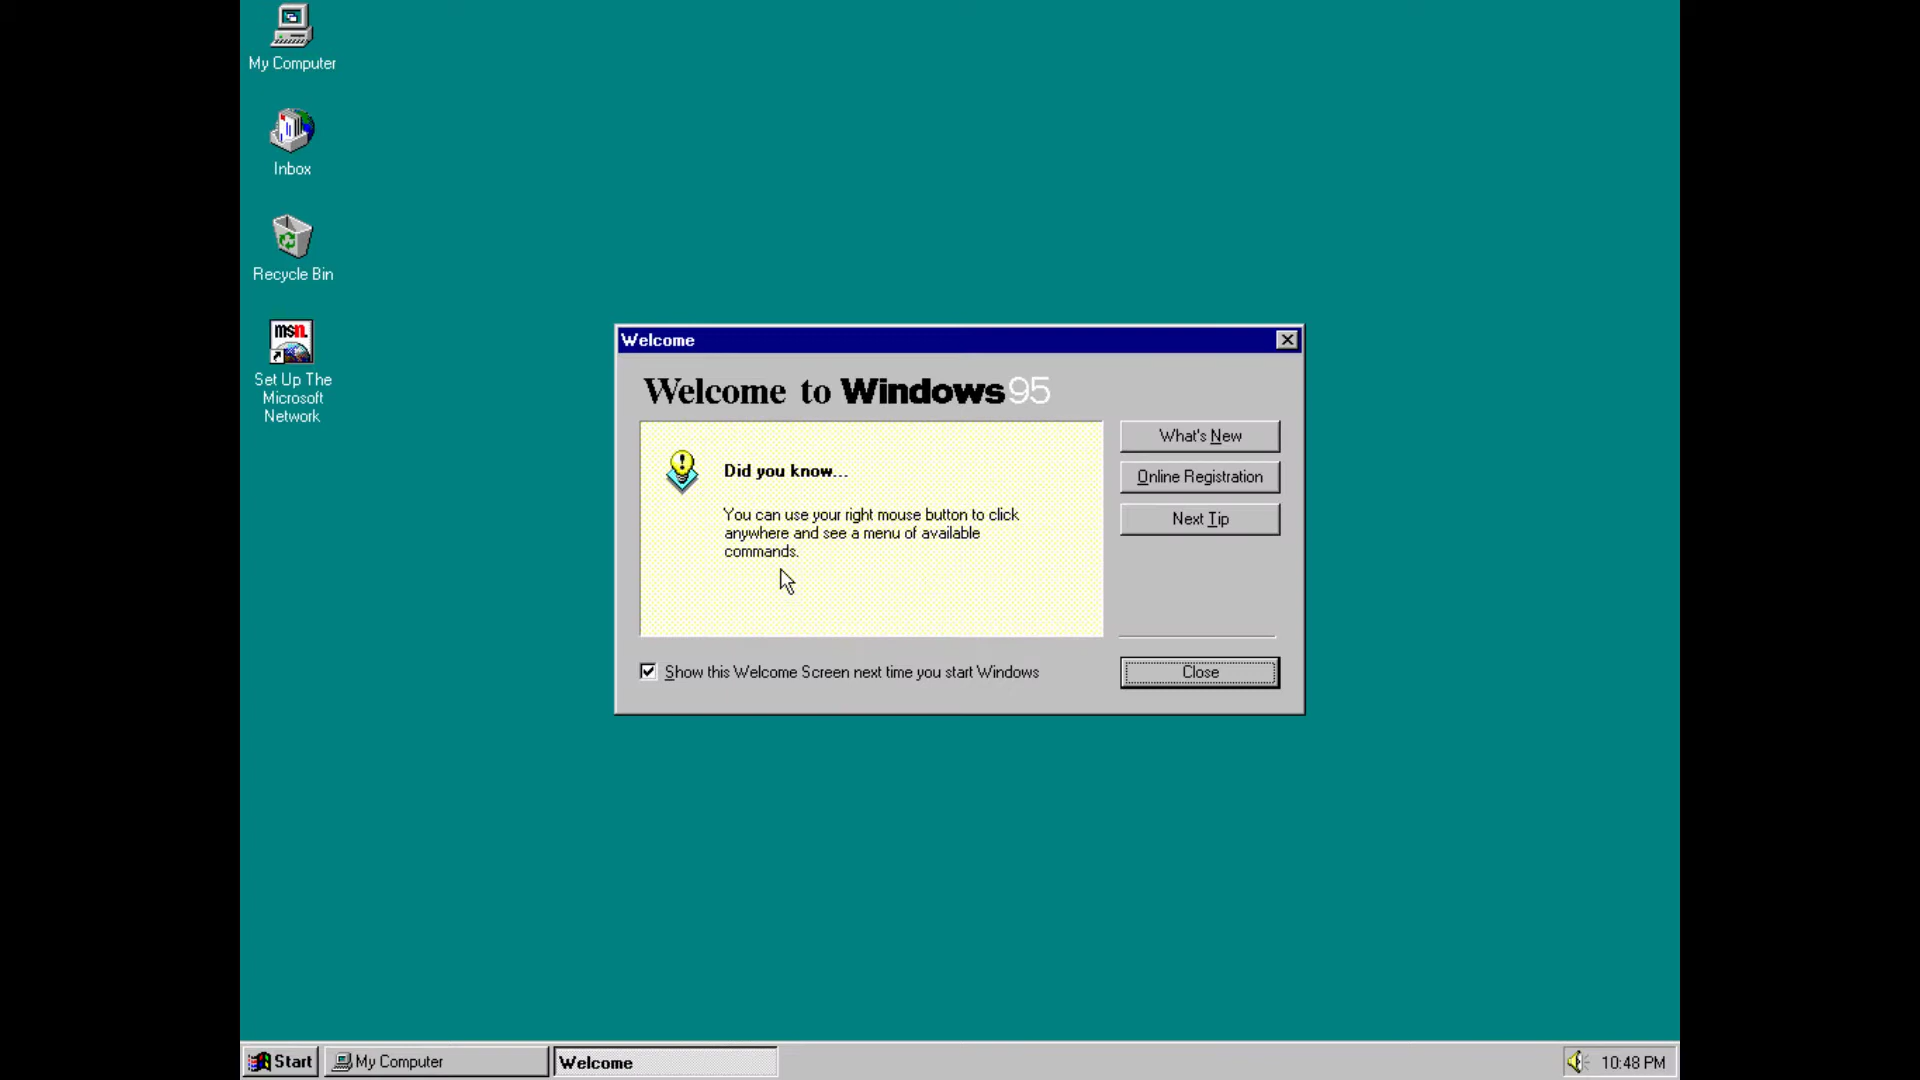 My Computer
Inbox
Recycle Bin
msn.
Set Up The
Microsoft
Network
Welcome
Welcome to Windows95
Did you know...
You can use your right mouse button to click
anywhere and see a menu of available
commands.
What's New
Online Registration
Next Tip
Show this Welcome Screen next time you start Windows
Close
Start
My Computer
Welcome
10:48 PM